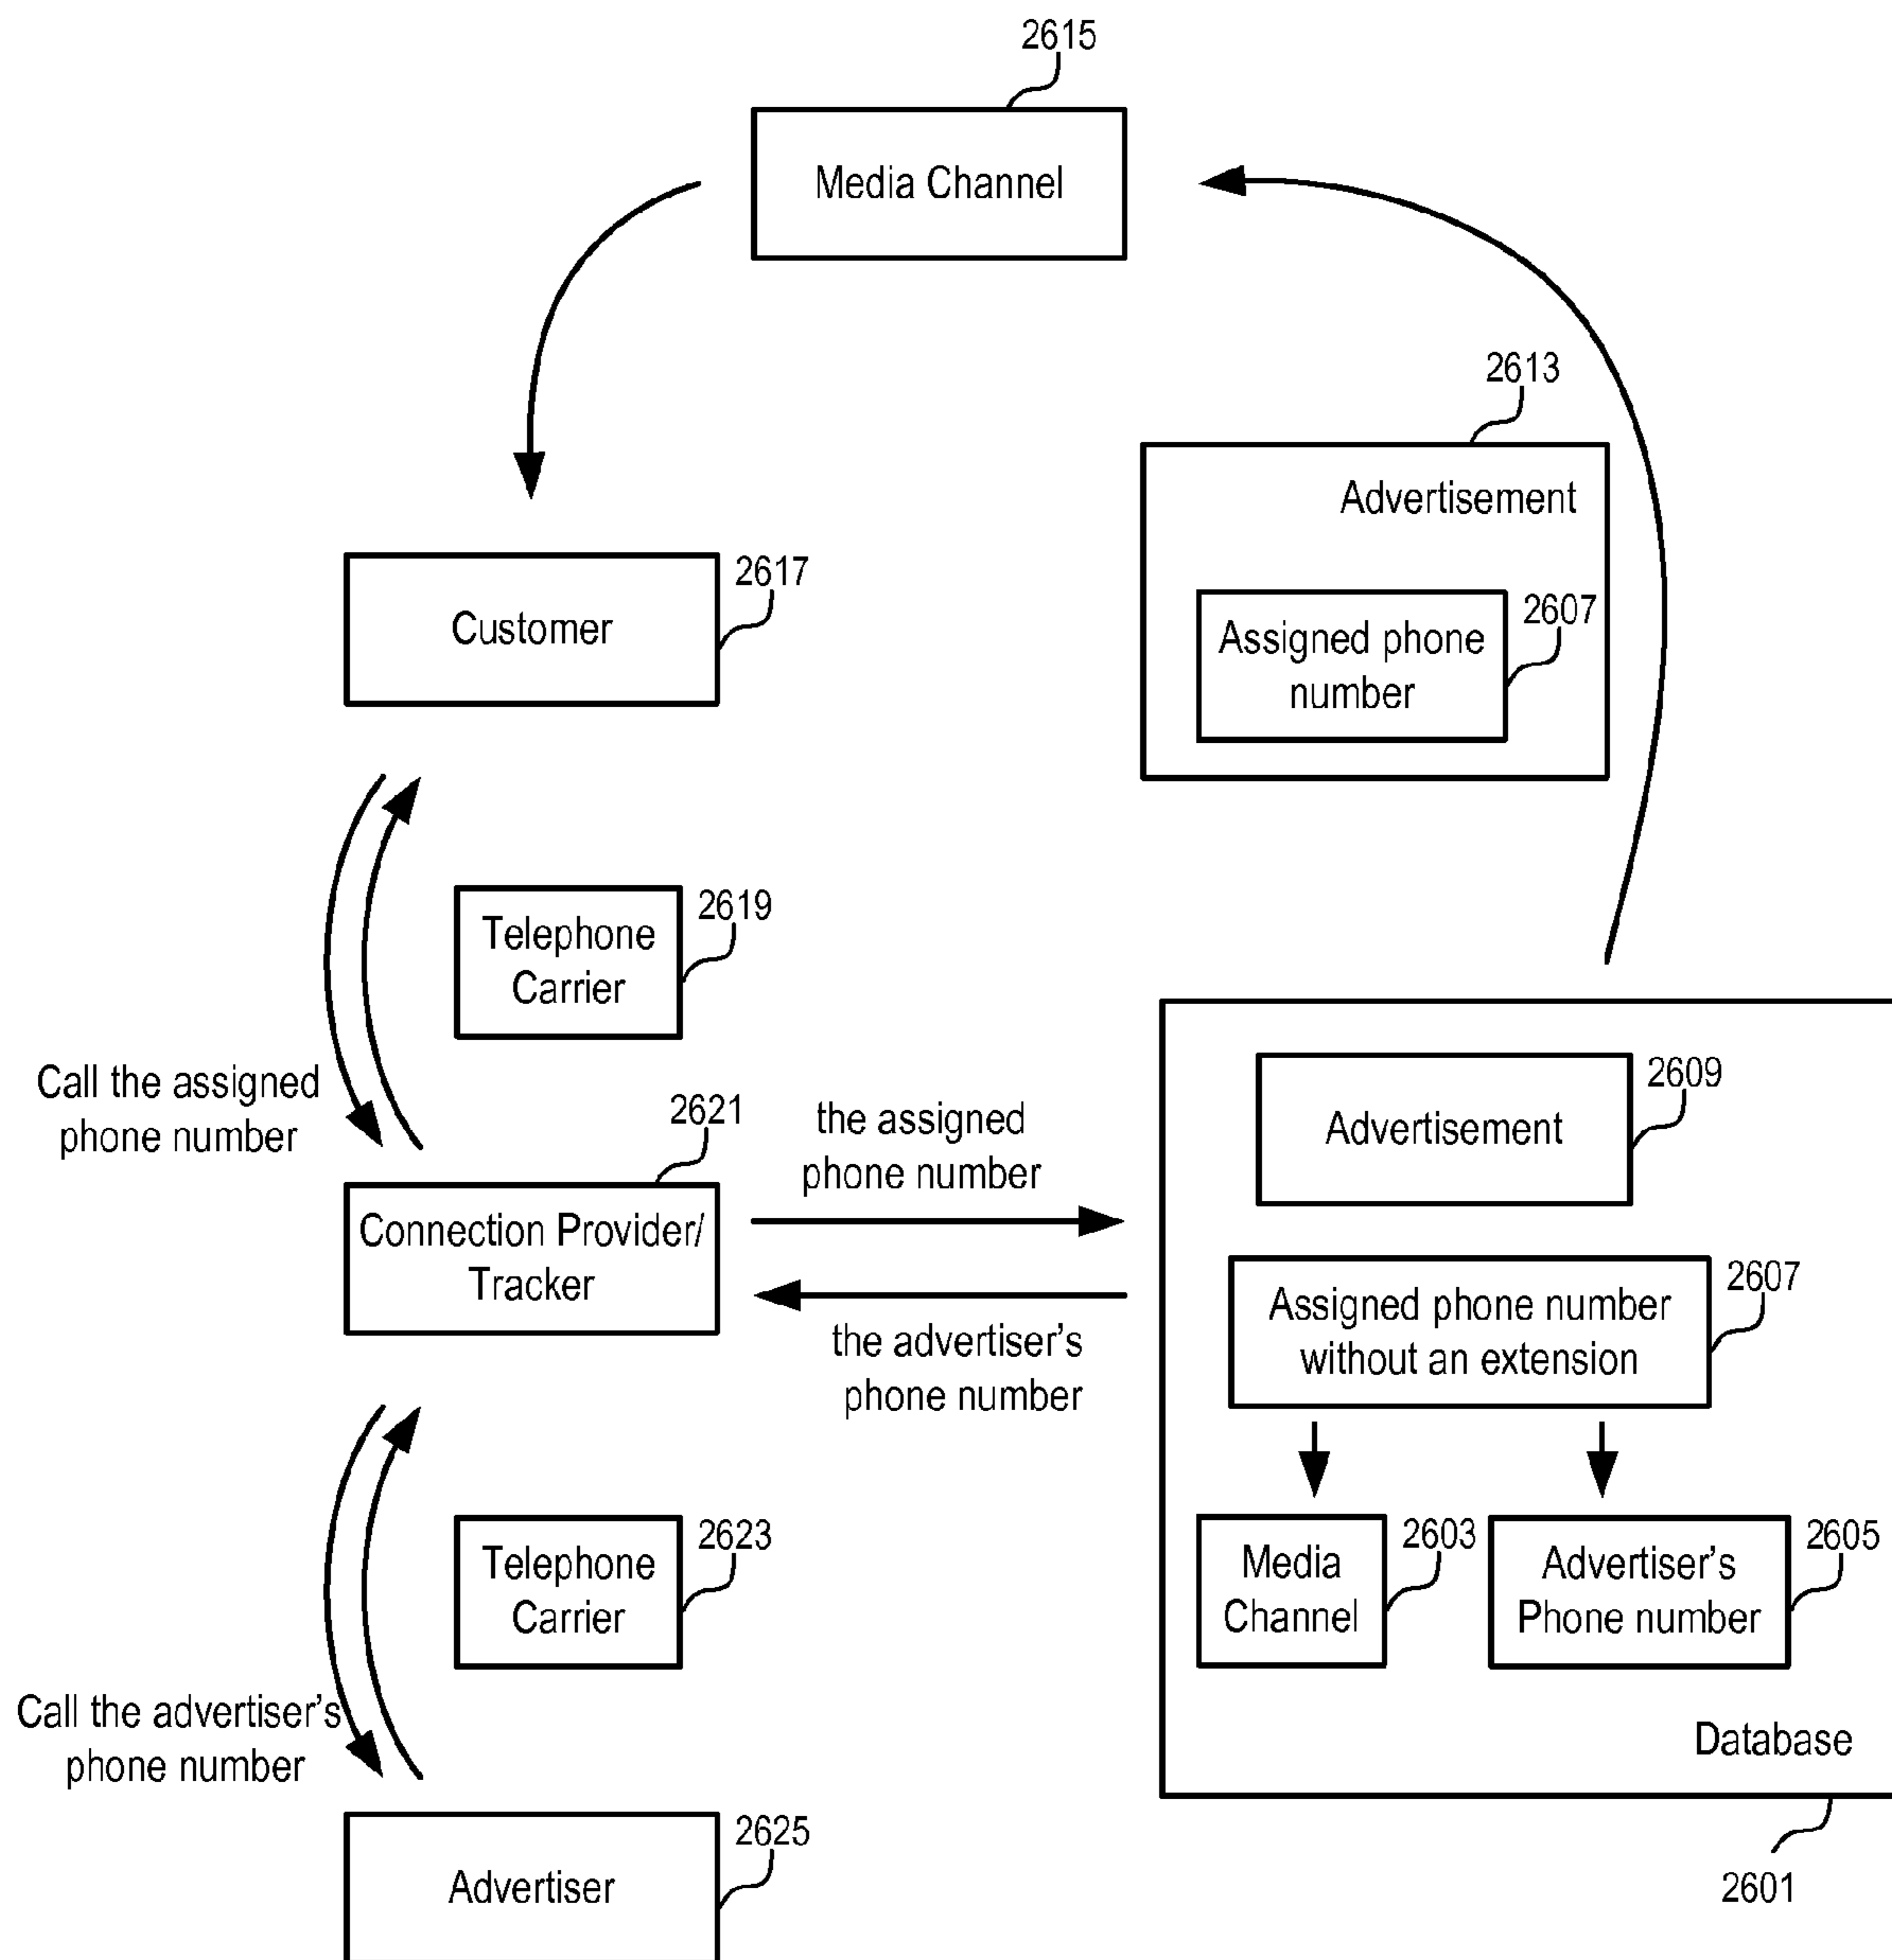 2615
Media Channel
2613
Advertisement
2617
Customer
2607
Assigned phone
number
2619
Telephone
Carrier
Call the assigned
phone number
2621
Connection Provider/
Tracker
the assigned
phone number
the advertiser's
phone number
2609
Advertisement
2607
Assigned phone number
without an extension
2603
Media
Channel
2605
Advertiser's
Phone number
Database
2601
2623
Telephone
Carrier
Call the advertiser's
phone number
2625
Advertiser